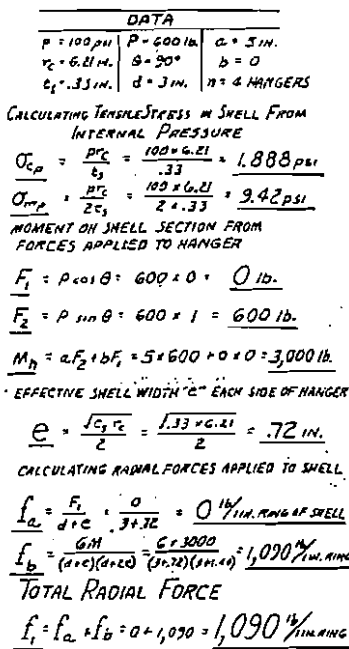 DATA
p = 100 psi | P = 600 lb. | a = 5 IN.
rc = 6.21 IN. | θ = 90° | b = 0
ts = .33 IN. | d = 3 IN. | n = 4 HANGERS
CALCULATING TENSILE STRESS IN SHELL FROM
INTERNAL PRESSURE
σcp = prc/ts = 100 × 6.21/.33 = 1.888 psi
σmp = prc/2ts = 100 × 6.21/2 × .33 = 9.42 psi
MOMENT ON SHELL SECTION FROM
FORCES APPLIED TO HANGER
F1 = P cos θ = 600 × 0 = 0 lb.
F2 = P sin θ = 600 × 1 = 600 lb.
Mh = aF2 + bF1 = 5 × 600 + 0 × 0 = 3,000 lb.
EFFECTIVE SHELL WIDTH "e" EACH SIDE OF HANGER
e = √ts rc/2 = √.33 × 6.21/2 = .72 IN.
CALCULATING RADIAL FORCES APPLIED TO SHELL
fa = F1/d+e = 0/3+.72 = 0 lb/1 IN. RING OF SHELL
fb = 6M/(d+e)(d+2e) = 6 × 3000/(3+.72)(3+1.44) = 1,090 lb/1 IN. RING
TOTAL RADIAL FORCE
f1 = fa + fb = 0 + 1,090 = 1,090 lb/1 IN. RING